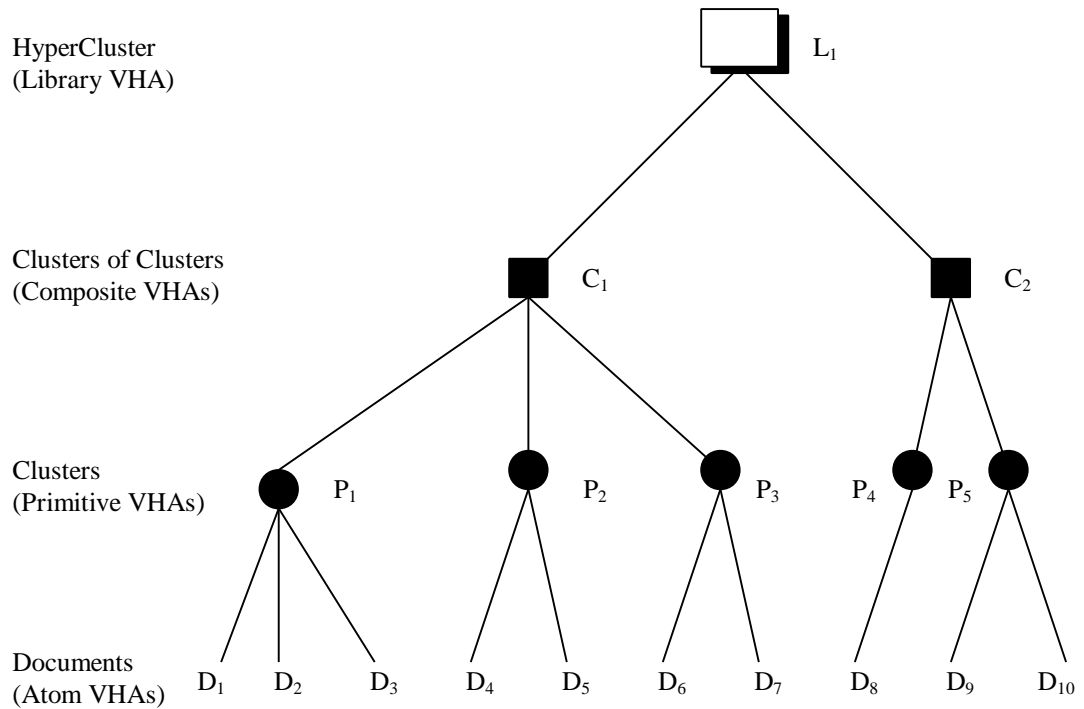 HyperCluster
(Library VHA)
L₁
Clusters of Clusters
(Composite VHAs)
C₁
C₂
Clusters
(Primitive VHAs)
P₁
P₂
P₃
P₄
P₅
Documents
(Atom VHAs)
D₁
D₂
D₃
D₄
D₅
D₆
D₇
D₈
D₉
D₁₀